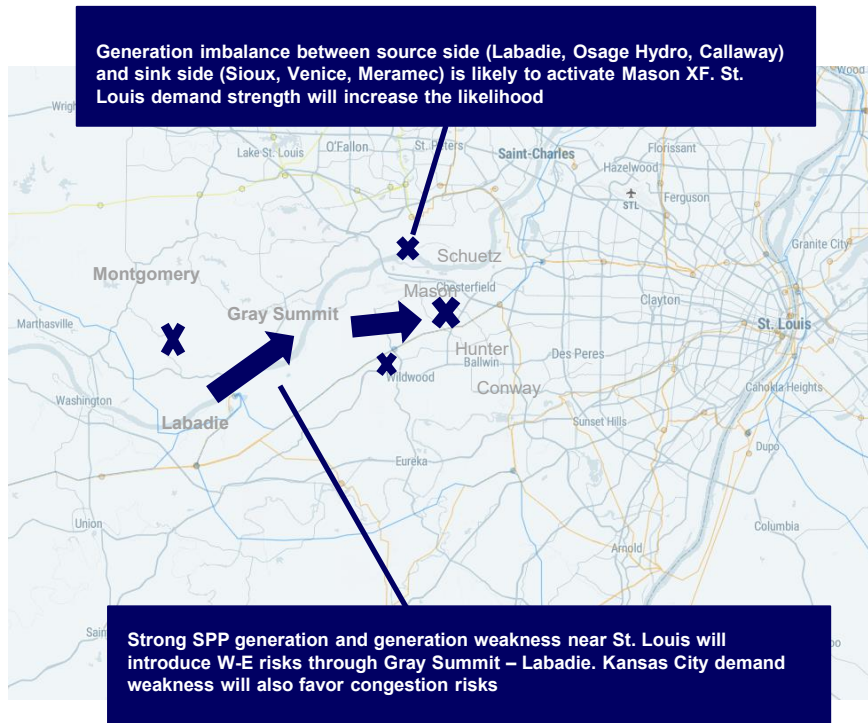 Generation imbalance between source side (Labadie, Osage Hydro, Callaway)
and sink side (Sioux, Venice, Meramec) is likely to activate Mason XF. St.
Louis demand strength will increase the likelihood
Wood
Wrigh
Lake St. Louis
O'Fallon
St. Peters
Saint-Charles
Florissant
Hazelwood
Ferguson
STL
Granite City
Schuetz
Montgomery
Mason
Chesterfield
Gray Summit
Clayton
St. Louis
Marthasville
Hunter
Ballwin
Des Peres
Wildwood
Conway
Cahokia Heights
Washington
Labadie
Sunset Hills
Dupo
Eureka
Union
Columbia
Arnold
Sain
oo
Strong SPP generation and generation weakness near St. Louis will
introduce W-E risks through Gray Summit – Labadie. Kansas City demand
weakness will also favor congestion risks